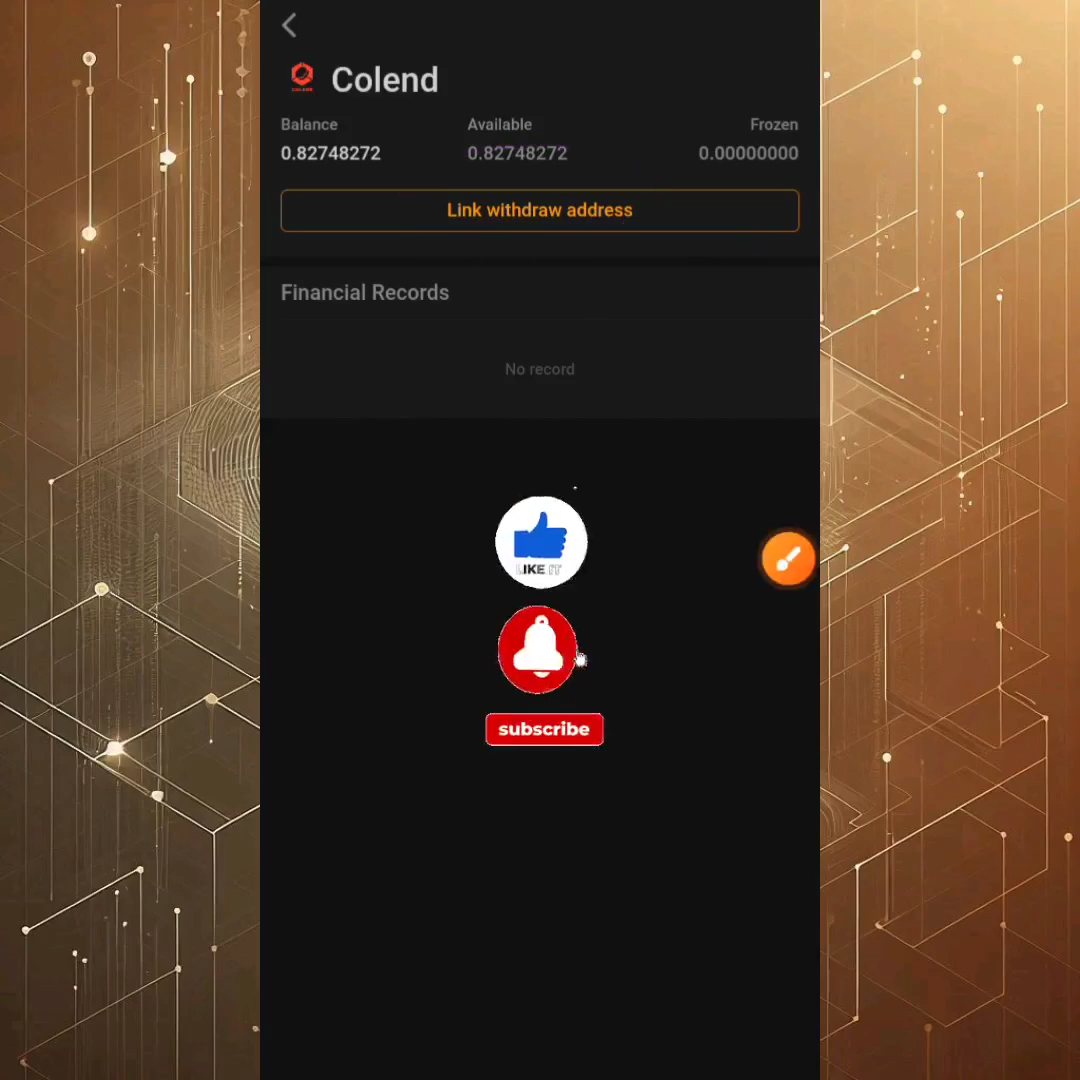 Colend
Balance Available Frozen
0.82748272 0.82748272 0.00000000
Link withdraw address
Financial Records
No record
LIKE IT
subscribe